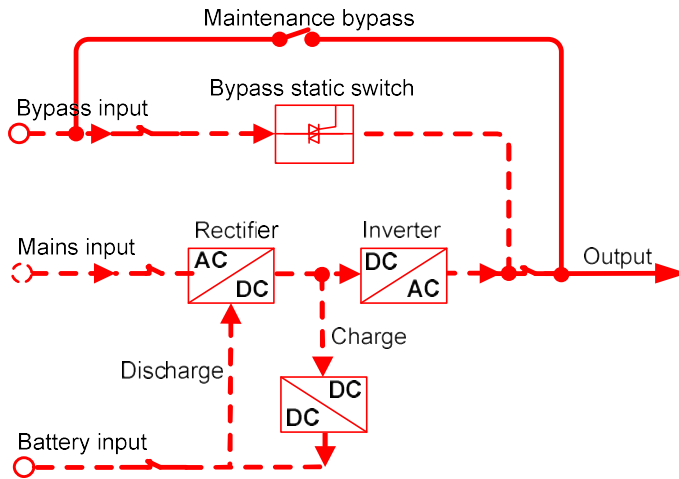 Maintenance bypass
Bypass static switch
Bypass input
Rectifier
Inverter
Mains input
AC
DC
DC
AC
Output
Charge
Discharge
DC
DC
Battery input